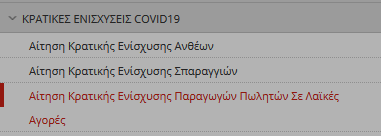 ΚΡΑΤΙΚΕΣ ΕΝΙΣΧΥΣΕΙΣ COVID19
Αίτηση Κρατικής Ενίσχυσης Ανθέων
Αίτηση Κρατικής Ενίσχυσης Σπαραγγιών
Αίτηση Κρατικής Ενίσχυσης Παραγωγών Πωλητών Σε Λαϊκές
Αγορές